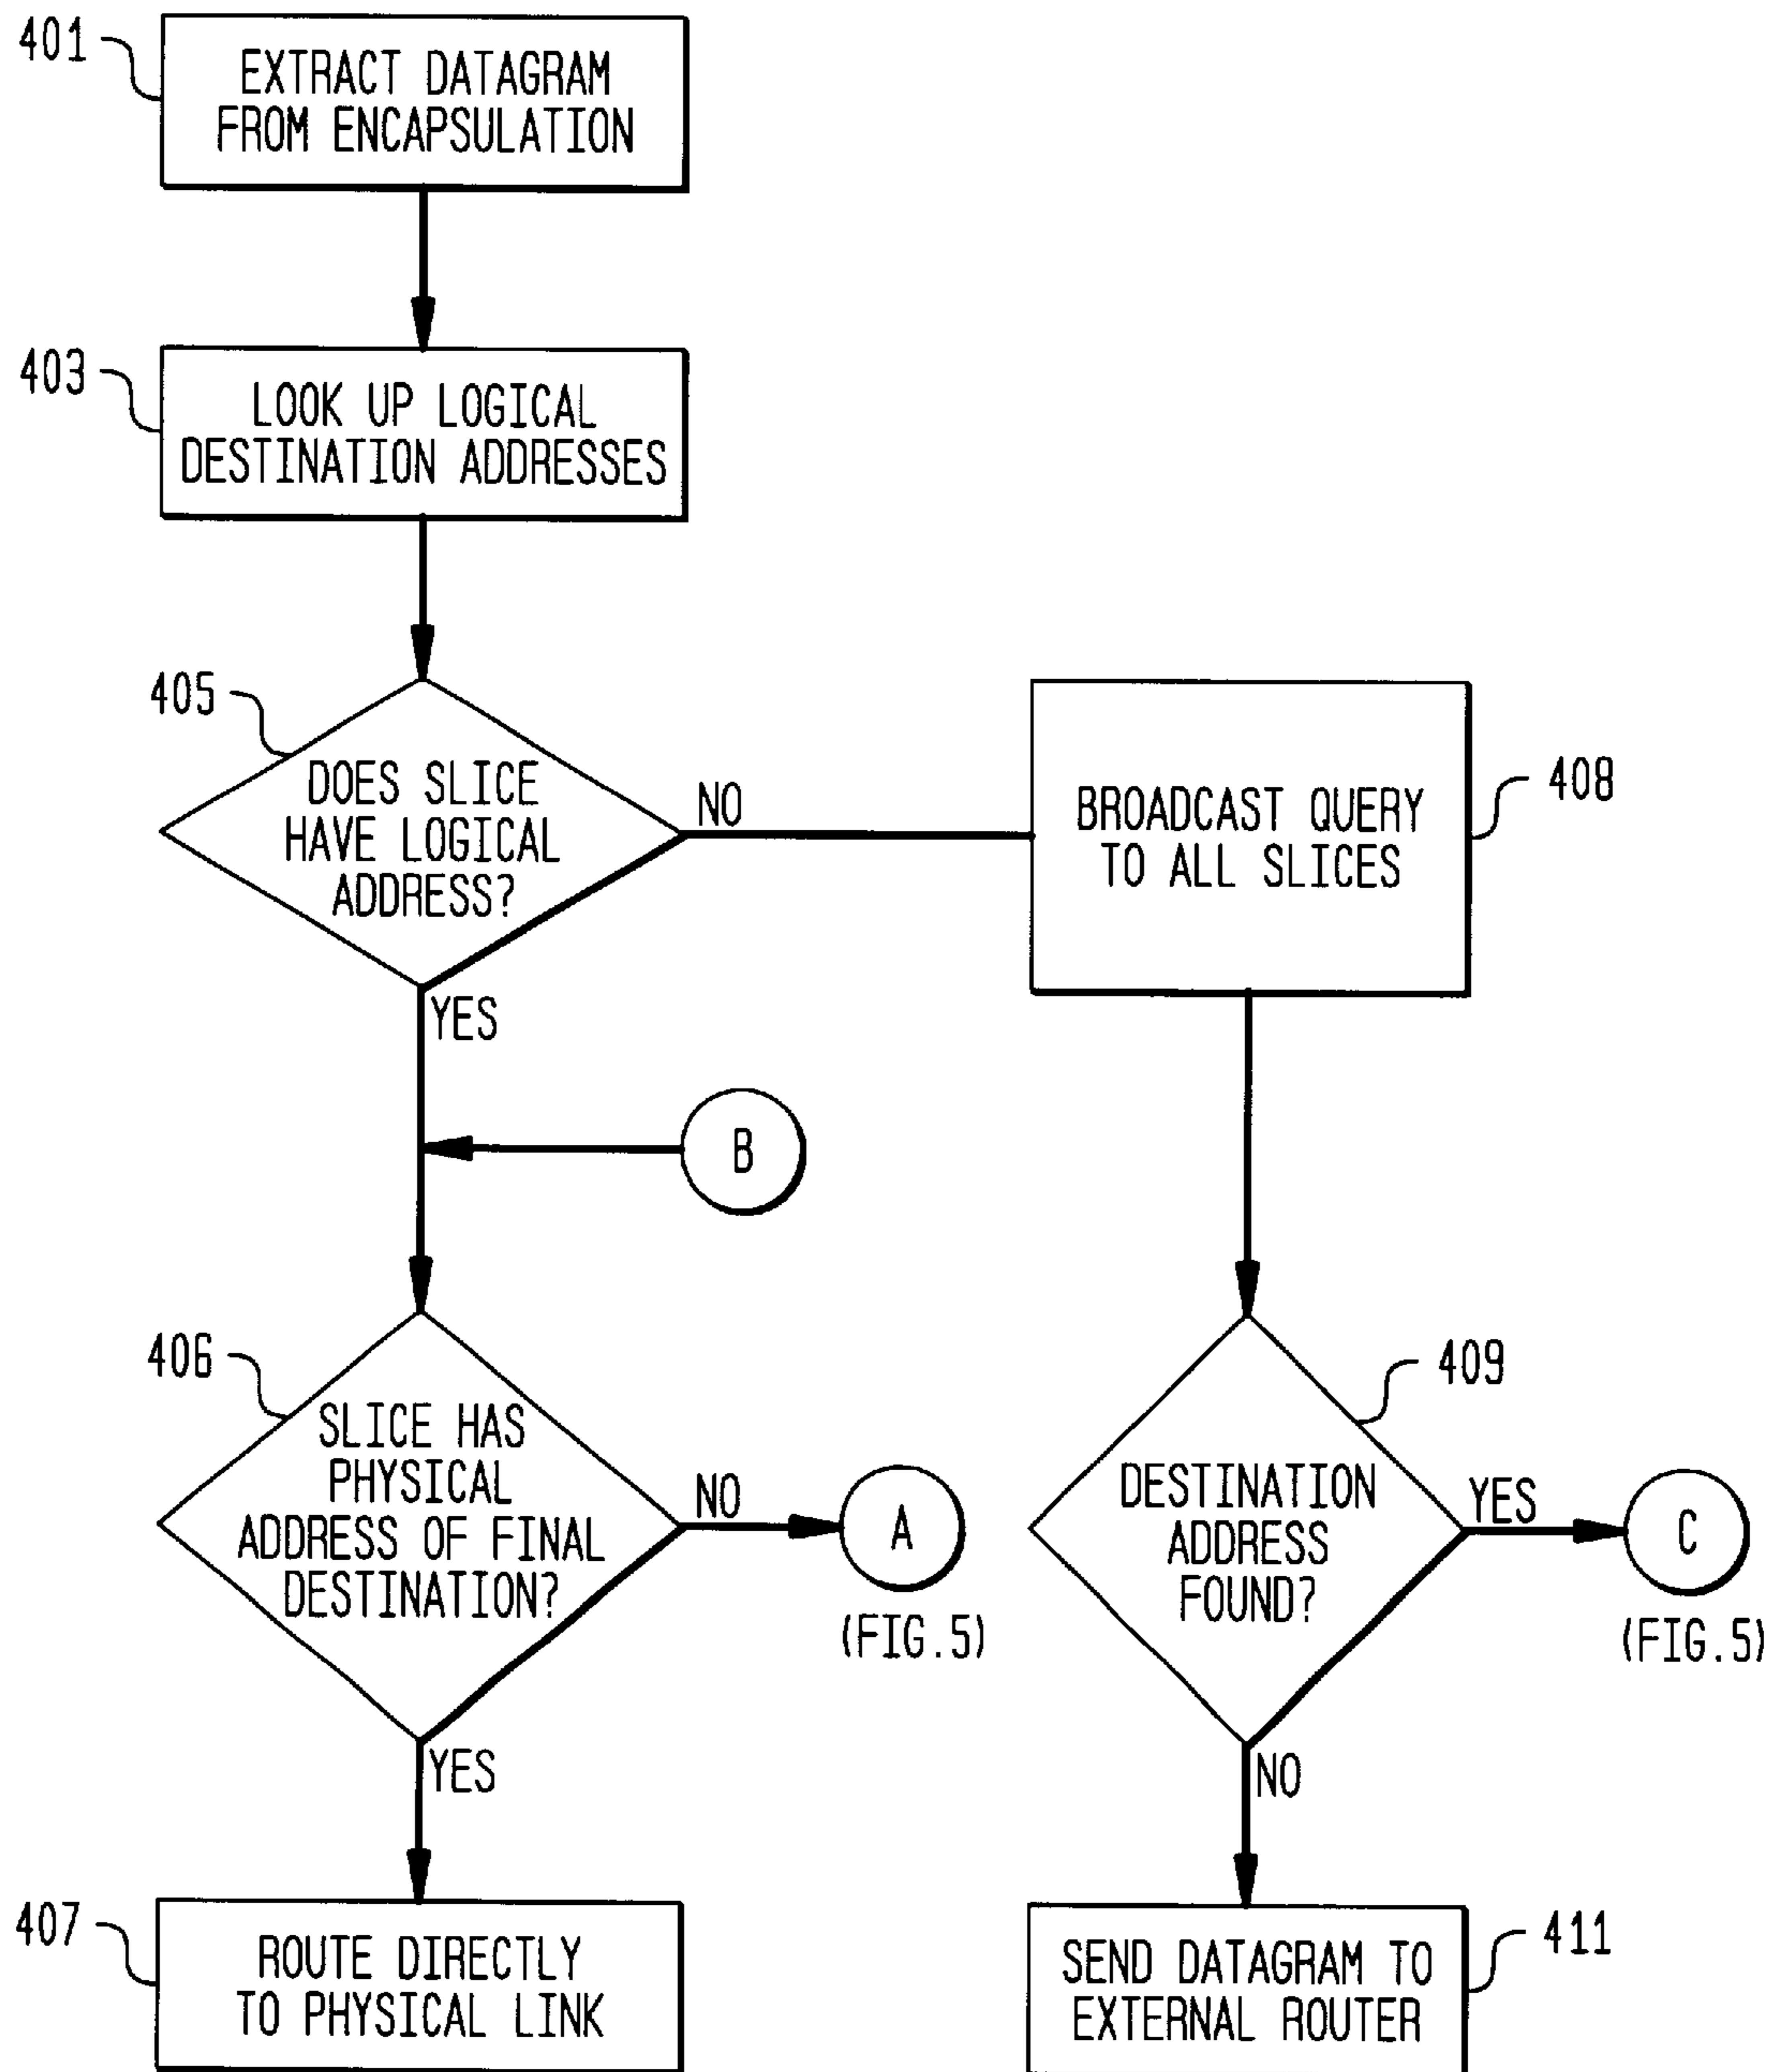 401
EXTRACT DATAGRAM
FROM ENCAPSULATION
403
LOOK UP LOGICAL
DESTINATION ADDRESSES
405
DOES SLICE
HAVE LOGICAL
ADDRESS?
NO
YES
BROADCAST QUERY
TO ALL SLICES
408
B
406
SLICE HAS
PHYSICAL
ADDRESS OF FINAL
DESTINATION?
NO
A
(FIG.5)
YES
409
DESTINATION
ADDRESS
FOUND?
YES
C
(FIG.5)
NO
407
ROUTE DIRECTLY
TO PHYSICAL LINK
SEND DATAGRAM TO
EXTERNAL ROUTER
411